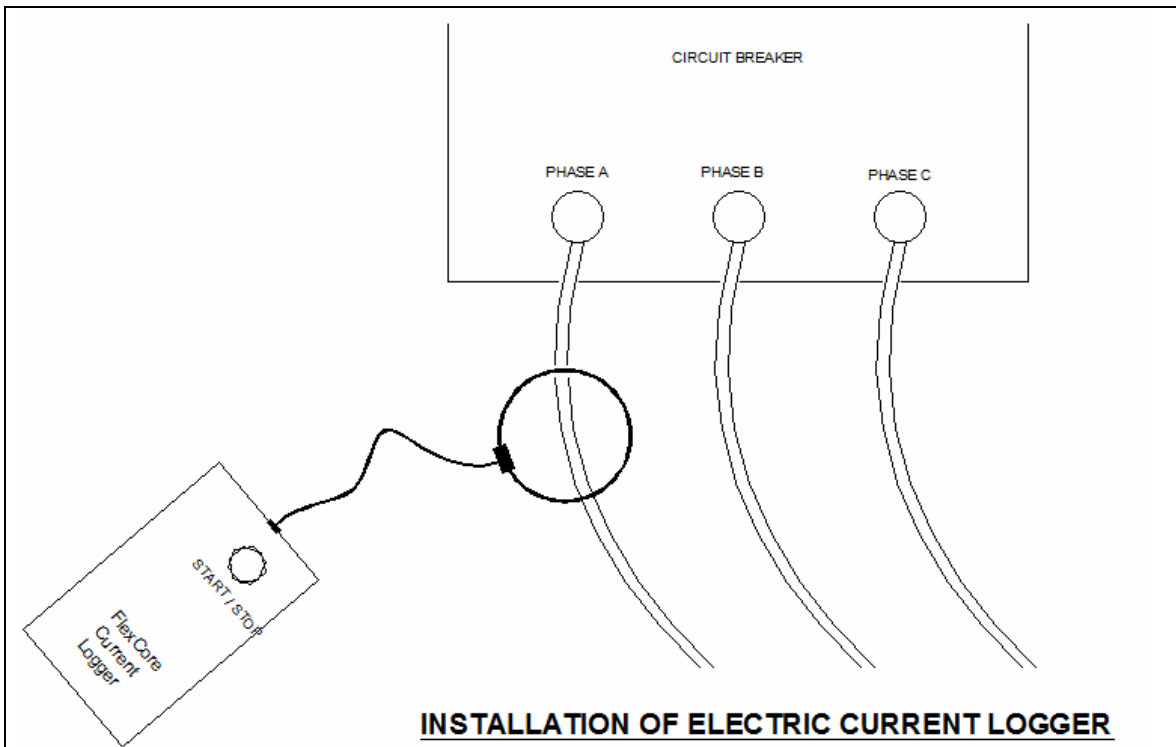 CIRCUIT BREAKER
PHASE A
PHASE B
PHASE C
START / STOP
FlexCore
Current
Logger
INSTALLATION OF ELECTRIC CURRENT LOGGER